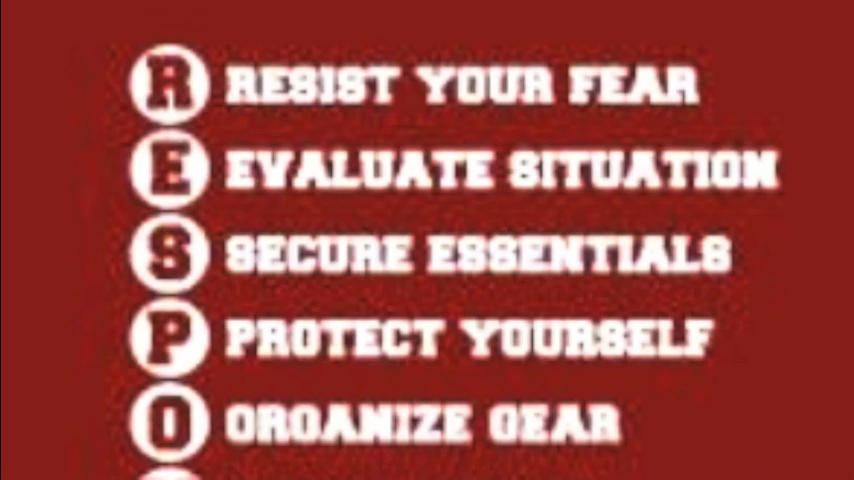 R RESIST YOUR FEAR
E EVALUATE SITUATION
S SECURE ESSENTIALS
P PROTECT YOURSELF
O ORGANIZE GEAR